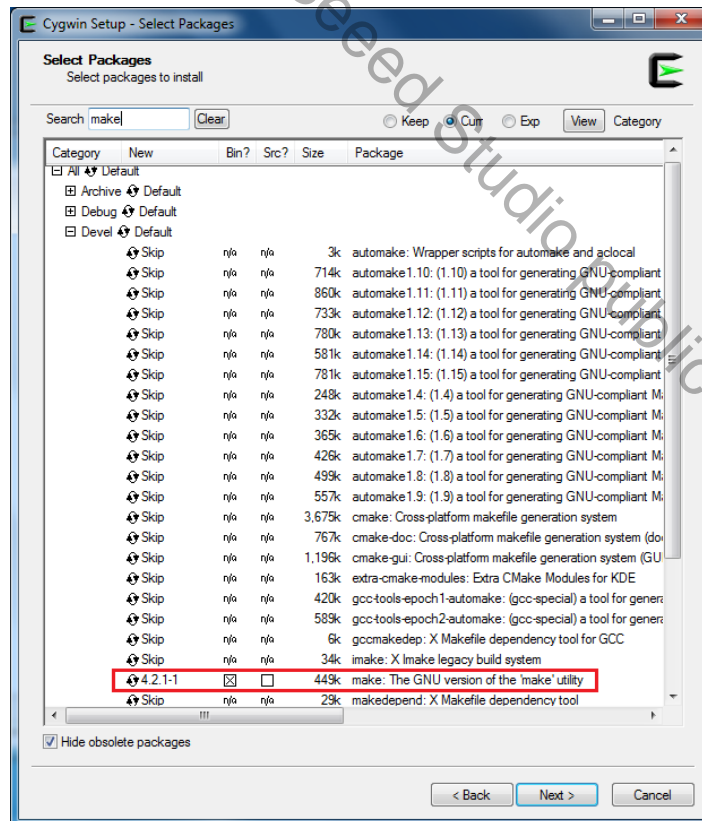 Cygwin Setup - Select Packages
Select Packages
Select packages to install
Search make Clear Keep Curr Exp View Category
Category New Bin? Src? Size Package
All Default
Archive Default
Debug Default
Devel Default
Skip n/a n/a 3k automake: Wrapper scripts for automake and aclocal
Skip n/a n/a 714k automake1.10: (1.10) a tool for generating GNU-compliant
Skip n/a n/a 860k automake1.11: (1.11) a tool for generating GNU-compliant
Skip n/a n/a 733k automake1.12: (1.12) a tool for generating GNU-compliant
Skip n/a n/a 780k automake1.13: (1.13) a tool for generating GNU-compliant
Skip n/a n/a 581k automake1.14: (1.14) a tool for generating GNU-compliant
Skip n/a n/a 781k automake1.15: (1.15) a tool for generating GNU-compliant
Skip n/a n/a 248k automake1.4: (1.4) a tool for generating GNU-compliant Ma
Skip n/a n/a 332k automake1.5: (1.5) a tool for generating GNU-compliant Ma
Skip n/a n/a 365k automake1.6: (1.6) a tool for generating GNU-compliant Ma
Skip n/a n/a 426k automake1.7: (1.7) a tool for generating GNU-compliant Ma
Skip n/a n/a 499k automake1.8: (1.8) a tool for generating GNU-compliant Ma
Skip n/a n/a 557k automake1.9: (1.9) a tool for generating GNU-compliant Ma
Skip n/a n/a 3,675k cmake: Cross-platform makefile generation system
Skip n/a n/a 767k cmake-doc: Cross-platform makefile generation system (do
Skip n/a n/a 1,196k cmake-gui: Cross-platform makefile generation system (GU
Skip n/a n/a 163k extra-cmake-modules: Extra CMake Modules for KDE
Skip n/a n/a 420k gcc-tools-epoch1-automake: (gcc-special) a tool for genera
Skip n/a n/a 589k gcc-tools-epoch2-automake: (gcc-special) a tool for genera
Skip n/a n/a 6k gccmakedep: X Makefile dependency tool for GCC
Skip n/a n/a 34k imake: X Imake legacy build system
4.2.1-1 449k make: The GNU version of the 'make' utility
Skip n/a n/a 29k makedepend: X Makefile dependency tool
Hide obsolete packages
< Back Next > Cancel
Seeed Studio public